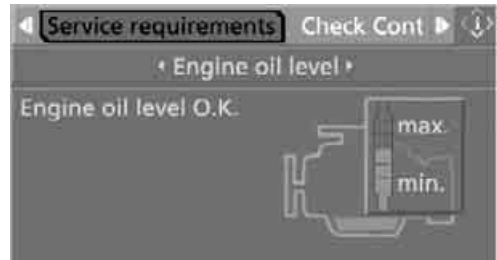 Service requirements Check Cont
Engine oil level
Engine oil level O.K.
max.
min.